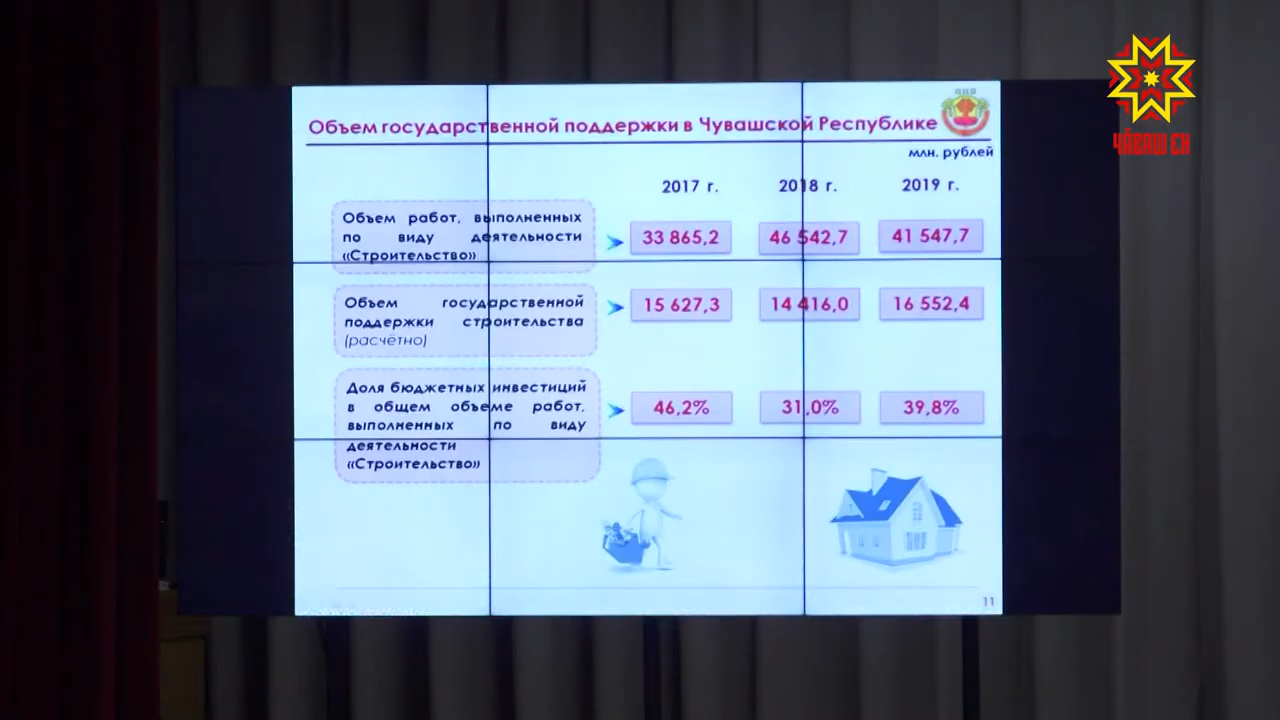 ЧӐВАШ ЕН
Объем государственной поддержки в Чувашской Республике
млн. рублей
2017 г. 2018 г. 2019 г.
Объем работ, выполненных
по виду деятельности
«Строительство»
33 865,2 46 542,7 41 547,7
Объем государственной
поддержки строительства
(расчётно)
15 627,3 14 416,0 16 552,4
Доля бюджетных инвестиций
в общем объеме работ,
выполненных по виду
деятельности
«Строительство»
46,2% 31,0% 39,8%
11